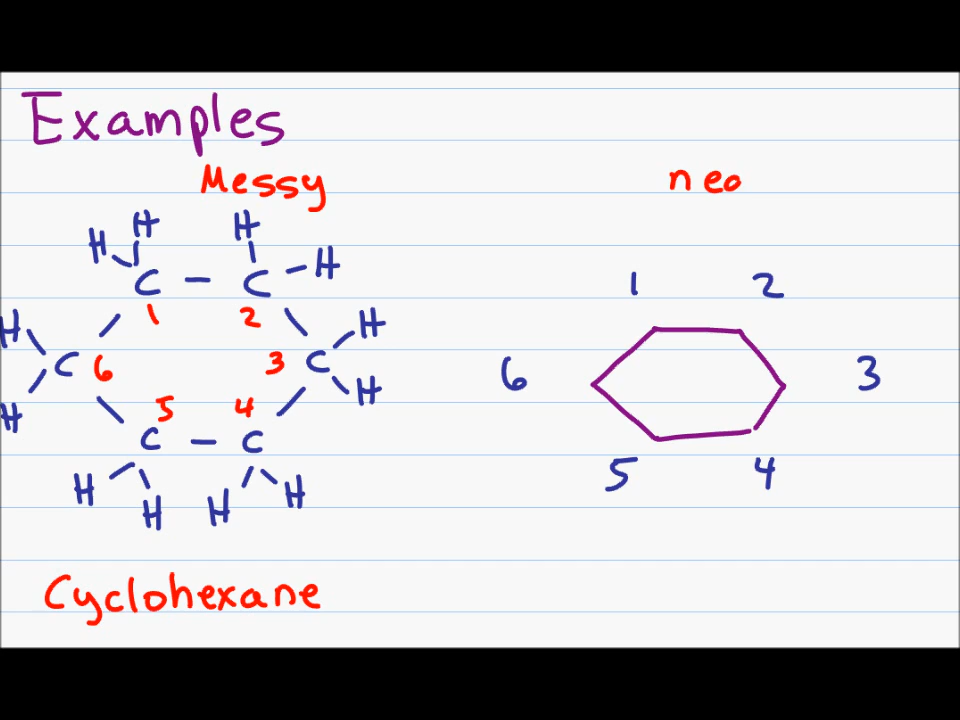 Examples
Messy neo
H H H H
C C 1 2
1 2
H H
C 6 3 C 6 3
H H
5 4
C C
H H 5 4
H H
Cyclohexane